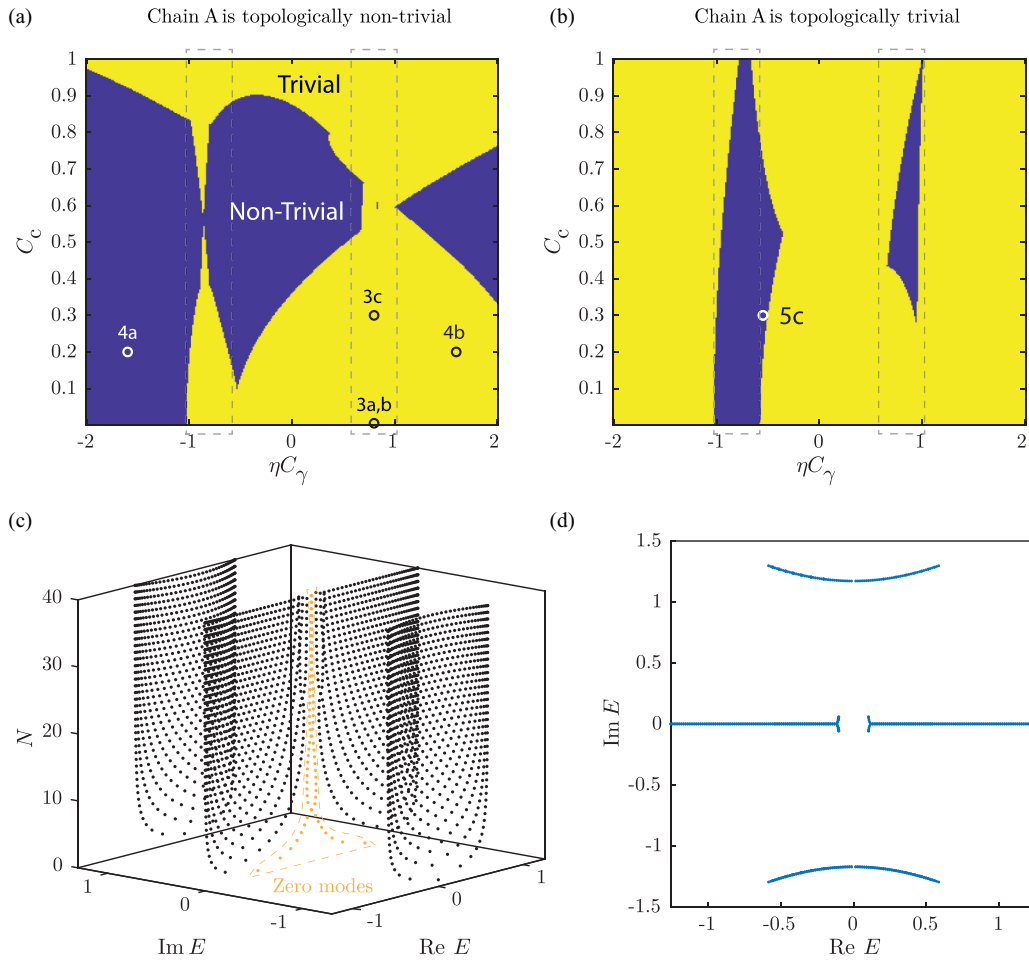 (a)
Chain A is topologically non-trivial
1
0.9
0.8
0.7
0.6
0.5
0.4
0.3
0.2
0.1
C_c
Trivial
Non-Trivial
3c
4a
4b
3a,b
-2
-1
0
1
2
ηC_γ
(b)
Chain A is topologically trivial
1
0.9
0.8
0.7
0.6
0.5
0.4
0.3
0.2
0.1
C_c
5c
-2
-1
0
1
2
ηC_γ
(c)
40
30
20
10
0
N
Zero modes
1
0
-1
Im E
-1
0
1
Re E
(d)
1.5
1
0.5
0
-0.5
-1
-1.5
Im E
-1
-0.5
0
0.5
1
Re E